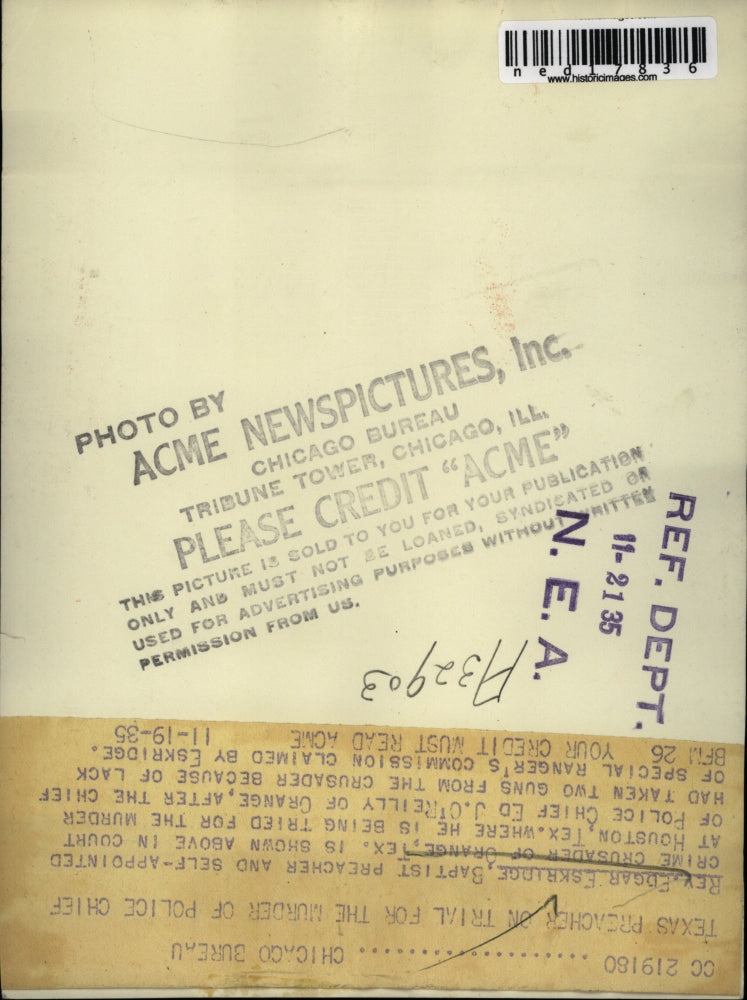 ned17836
www.historicimages.com
PHOTO BY
ACME NEWSPICTURES, Inc.
CHICAGO BUREAU
TRIBUNE TOWER, CHICAGO, ILL.
PLEASE CREDIT “ACME”
THIS PICTURE IS SOLD TO YOU FOR YOUR PUBLICATION
ONLY AND MUST NOT BE LOANED, SYNDICATED OR
USED FOR ADVERTISING PURPOSES WITHOUT WRITTEN
PERMISSION FROM US.
REF. DEPT.
11-21 35
N. E. A.
A32903
CC 219180 .................... CHICAGO BUREAU
TEXAS PREACHER ON TRIAL FOR THE MURDER OF POLICE CHIEF
REV. EDGAR ESKRIDGE, BAPTIST PREACHER AND SELF-APPOINTED
CRIME CRUSADER OF ORANGE, TEX. IS SHOWN ABOVE IN COURT
AT HOUSTON, TEX. WHERE HE IS BEING TRIED FOR THE MURDER
OF POLICE CHIEF ED J. O'REILLY OF ORANGE, AFTER THE CHIEF
HAD TAKEN TWO GUNS FROM THE CRUSADER BECAUSE OF LACK
OF SPECIAL RANGER'S COMMISSION CLAIMED BY ESKRIDGE.
BFM 26 YOUR CREDIT MUST READ ACME 11-19-35